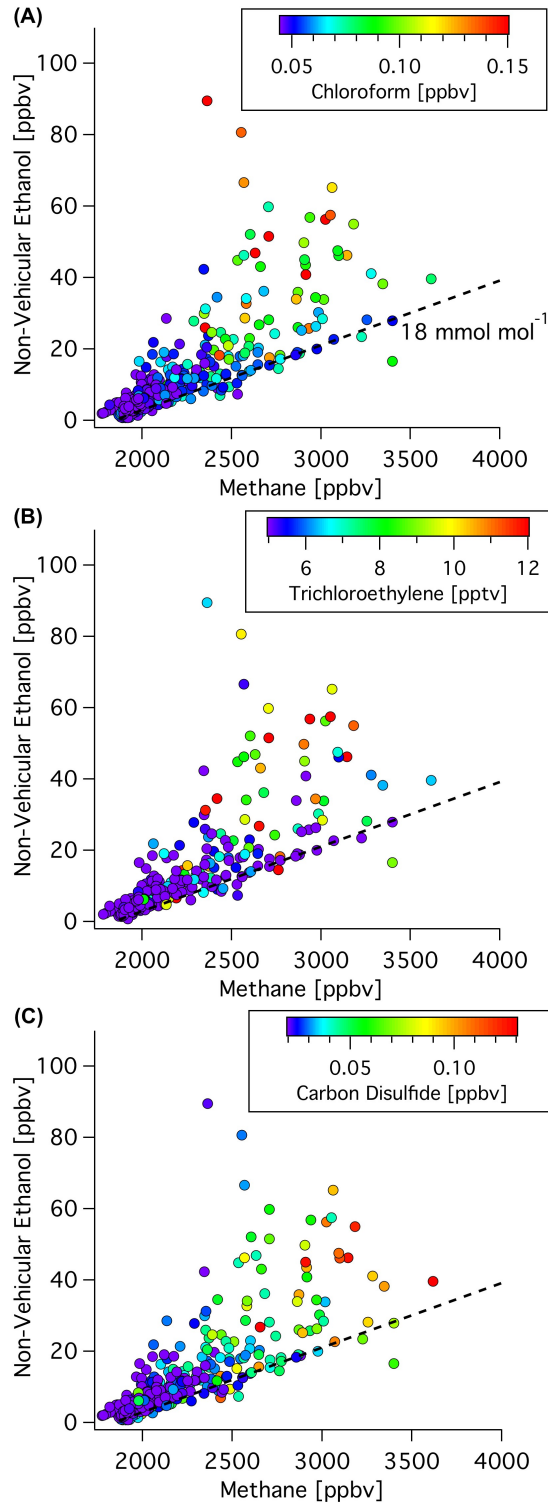 (A)
0.05 0.10 0.15
Chloroform [ppbv]
Non-Vehicular Ethanol [ppbv]
100
80
60
40
20
0
18 mmol mol⁻¹
2000 2500 3000 3500 4000
Methane [ppbv]
(B)
6 8 10 12
Trichloroethylene [pptv]
Non-Vehicular Ethanol [ppbv]
100
80
60
40
20
0
2000 2500 3000 3500 4000
Methane [ppbv]
(C)
0.05 0.10
Carbon Disulfide [ppbv]
Non-Vehicular Ethanol [ppbv]
100
80
60
40
20
0
2000 2500 3000 3500 4000
Methane [ppbv]